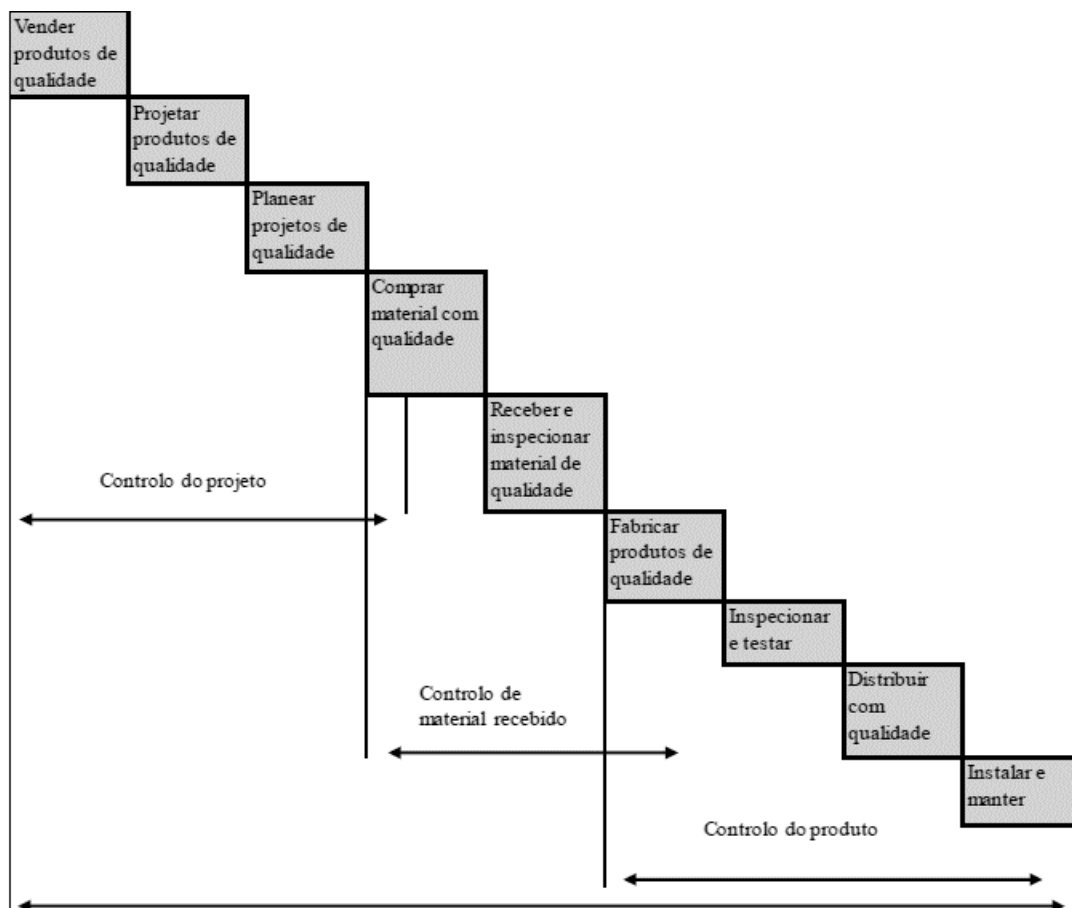 Vender
produtos de
qualidade
Projetar
produtos de
qualidade
Planear
projetos de
qualidade
Comprar
material com
qualidade
Receber e
inspecionar
material de
qualidade
Controlo do projeto
Fabricar
produtos de
qualidade
Inspecionar
e testar
Distribuir
com
qualidade
Controlo de
material recebido
Instalar e
manter
Controlo do produto